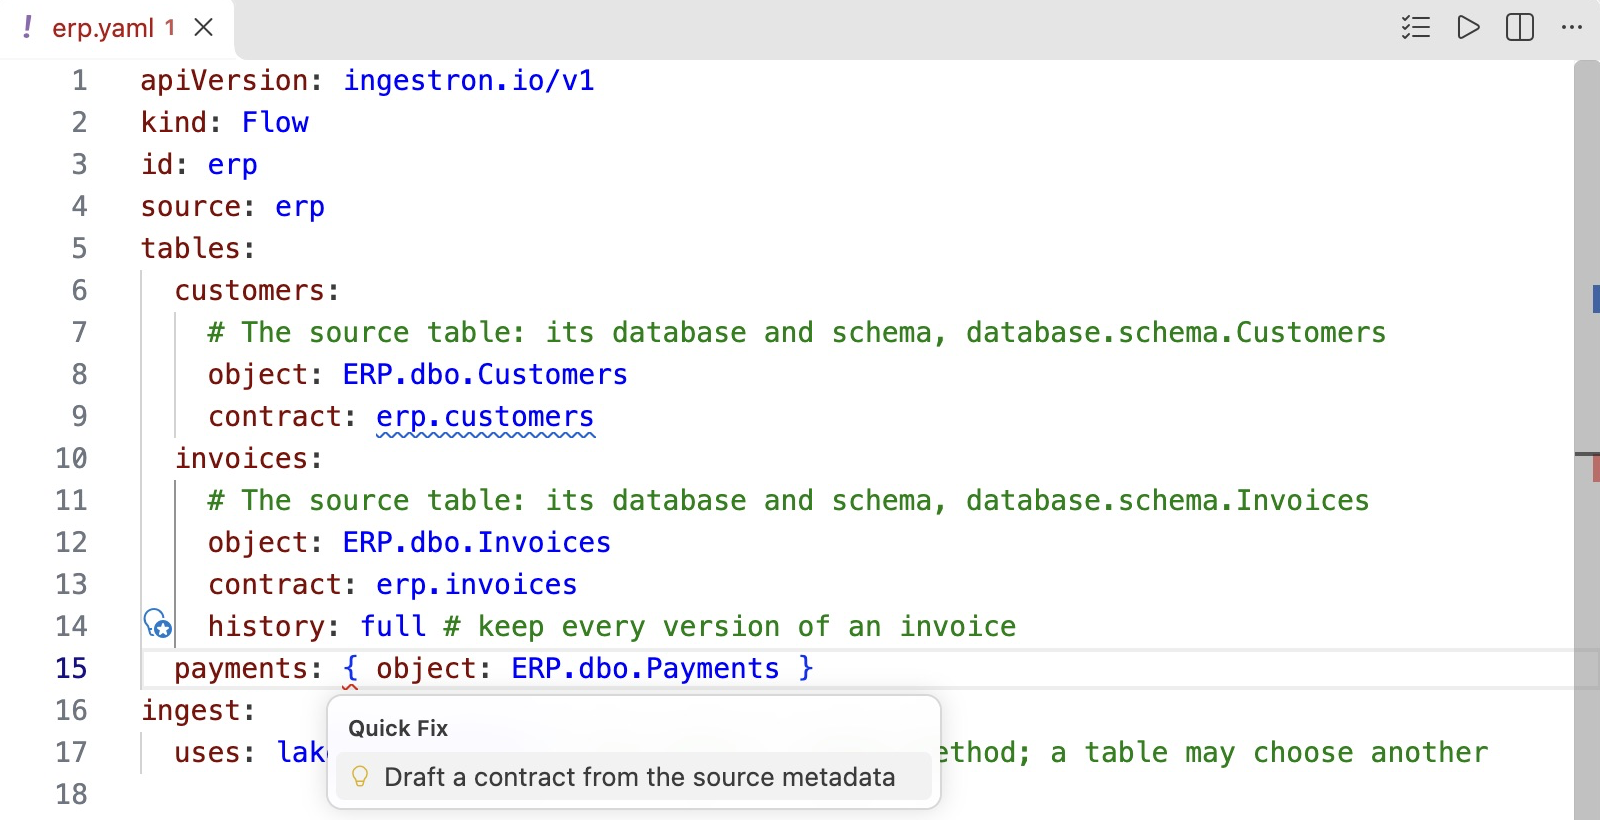 erp.yaml 1
1 apiVersion: ingestron.io/v1
2 kind: Flow
3 id: erp
4 source: erp
5 tables:
6 customers:
7 # The source table: its database and schema, database.schema.Customers
8 object: ERP.dbo.Customers
9 contract: erp.customers
10 invoices:
11 # The source table: its database and schema, database.schema.Invoices
12 object: ERP.dbo.Invoices
13 contract: erp.invoices
14 history: full # keep every version of an invoice
15 payments: { object: ERP.dbo.Payments }
16 ingest:
Quick Fix
17 uses: a table may choose another
Draft a contract from the source metadata
18